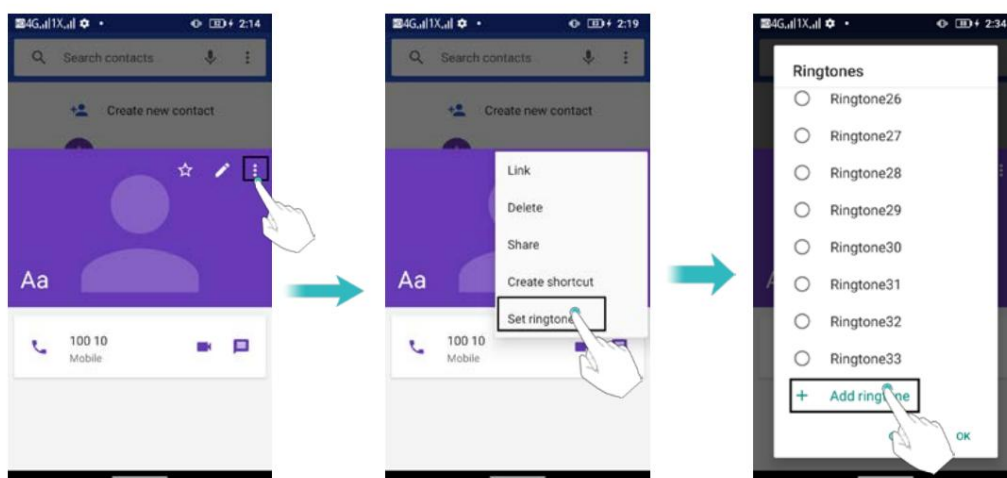 4G 1X 2:14
Search contacts
Create new contact
Aa
100 10
Mobile
4G 1X 2:19
Search contacts
Create new contact
Link
Delete
Share
Create shortcut
Set ringtone
Aa
100 10
Mobile
4G 1X 2:34
Ringtones
Ringtone26
Ringtone27
Ringtone28
Ringtone29
Ringtone30
Ringtone31
Ringtone32
Ringtone33
+ Add ringtone
OK